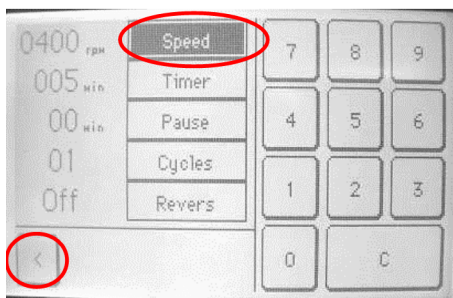 0400 rpm Speed 7 8 9
005 min Timer
00 min Pause 4 5 6
01 Cycles
Off Revers 1 2 3
< 0 C